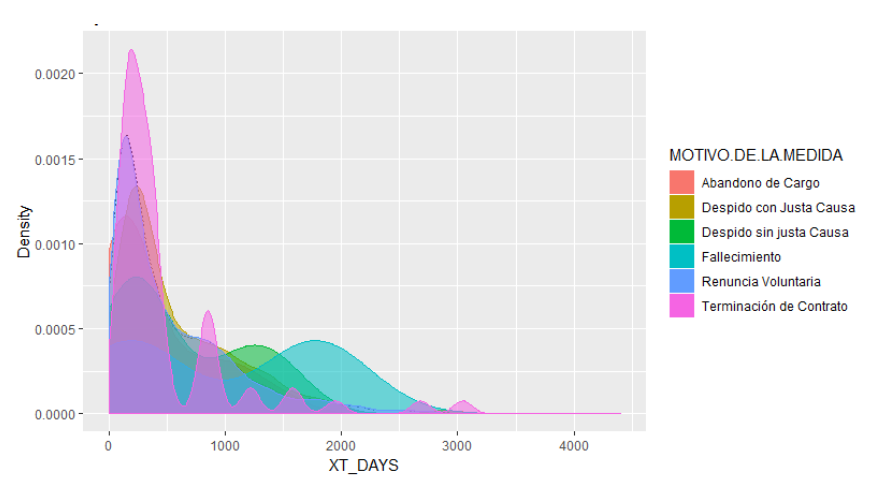 0.0020
0.0015
0.0010
0.0005
0.0000
Density
0 1000 2000 3000 4000
XT_DAYS
MOTIVO.DE.LA.MEDIDA
Abandono de Cargo
Despido con Justa Causa
Despido sin justa Causa
Fallecimiento
Renuncia Voluntaria
Terminación de Contrato